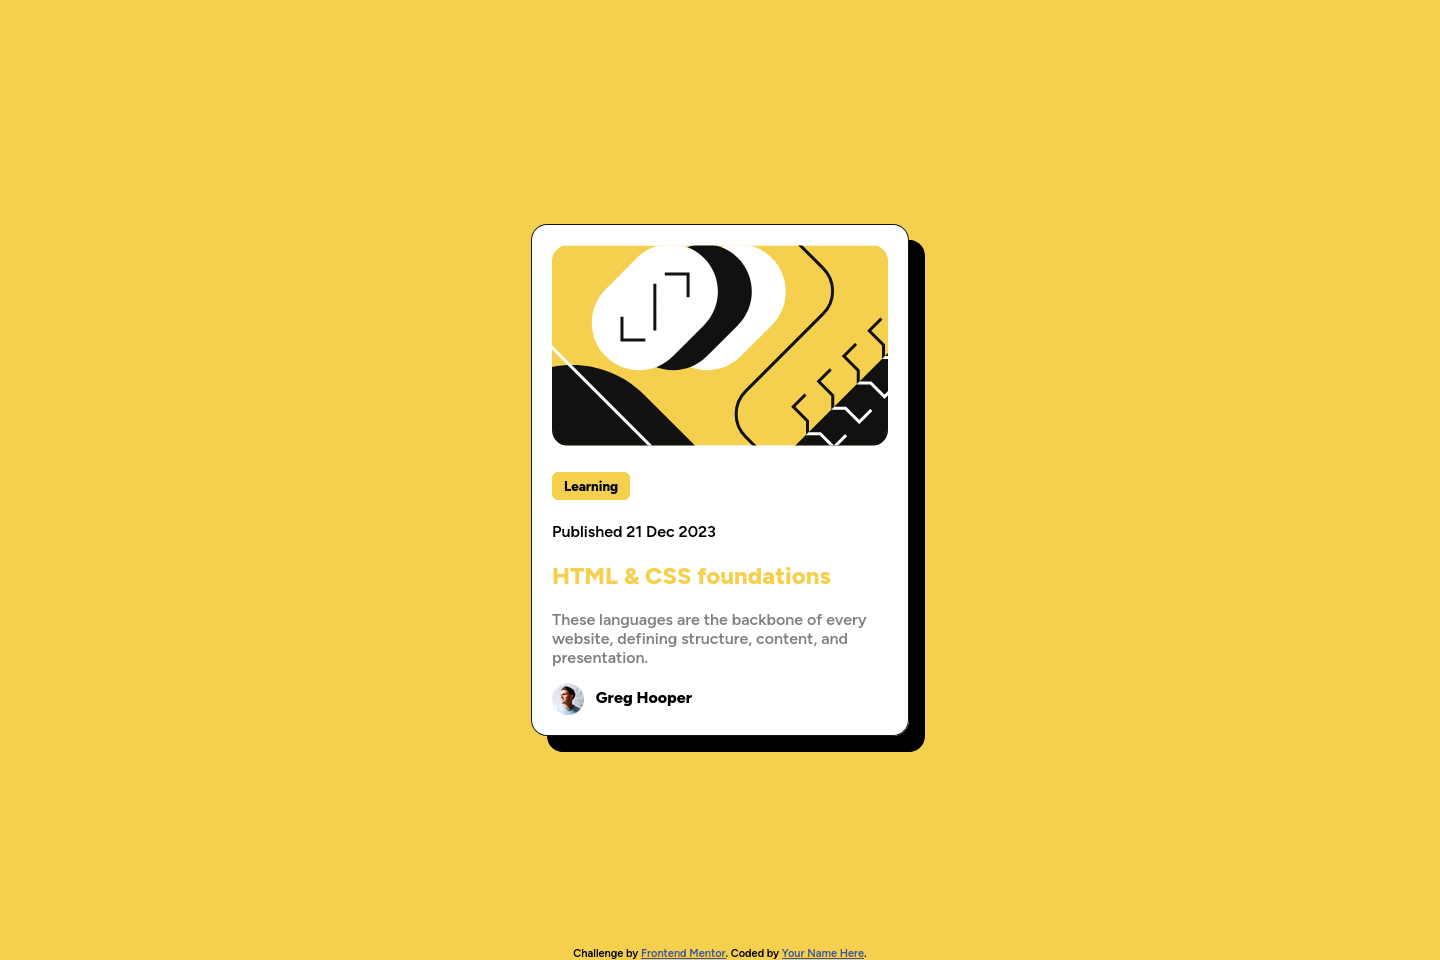 Learning
Published 21 Dec 2023
HTML & CSS foundations
These languages are the backbone of every
website, defining structure, content, and
presentation.
Greg Hooper
Challenge by Frontend Mentor. Coded by Your Name Here.